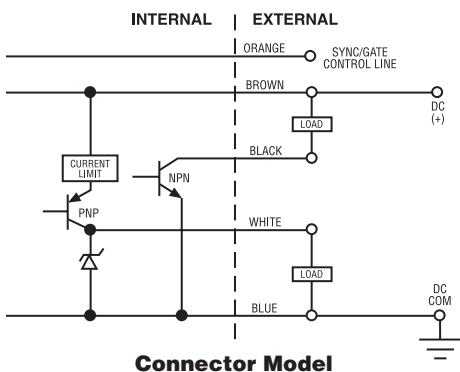 INTERNAL
EXTERNAL
ORANGE
SYNC/GATE
CONTROL LINE
BROWN
DC
(+)
LOAD
BLACK
CURRENT
LIMIT
NPN
PNP
WHITE
LOAD
DC
COM
BLUE
Connector Model